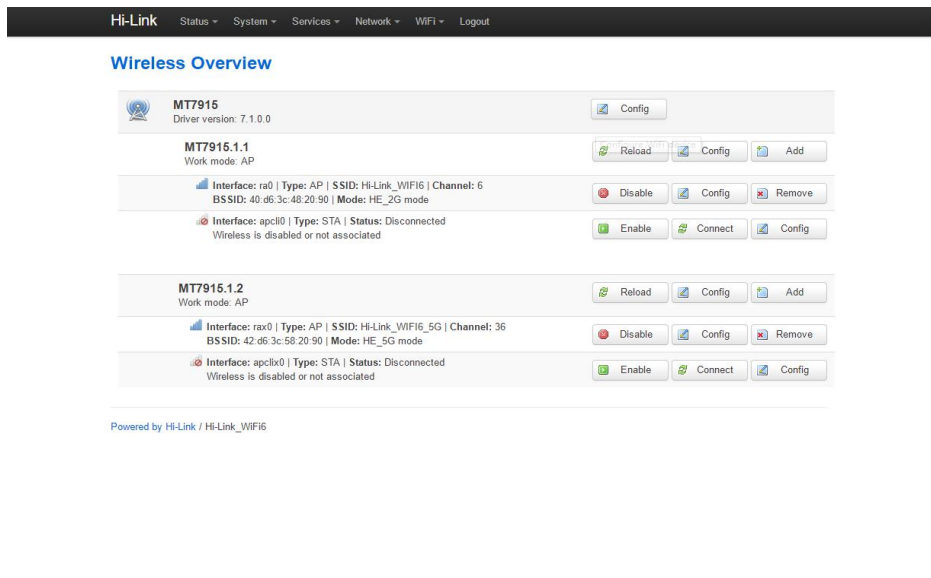 Hi-Link Status System Services Network WiFi Logout
Wireless Overview
MT7915
Driver version: 7.1.0.0
Config
MT7915.1.1
Work mode: AP
Reload Config Add
Interface: ra0 | Type: AP | SSID: Hi-Link_WIFI6 | Channel: 6
BSSID: 40:d6:3c:48:20:90 | Mode: HE_2G mode
Disable Config Remove
Interface: apcli0 | Type: STA | Status: Disconnected
Wireless is disabled or not associated
Enable Connect Config
MT7915.1.2
Work mode: AP
Reload Config Add
Interface: rax0 | Type: AP | SSID: Hi-Link_WIFI6_5G | Channel: 36
BSSID: 42:d6:3c:58:20:90 | Mode: HE_5G mode
Disable Config Remove
Interface: apclix0 | Type: STA | Status: Disconnected
Wireless is disabled or not associated
Enable Connect Config
Powered by Hi-Link / Hi-Link_WiFi6